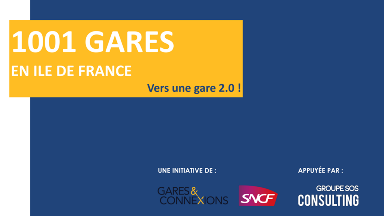 1001 GARES
EN ILE DE FRANCE
Vers une gare 2.0 !
UNE INITIATIVE DE :
APPUYÉE PAR :
GARES &
CONNEXIONS
SNCF
GROUPE SOS
CONSULTING